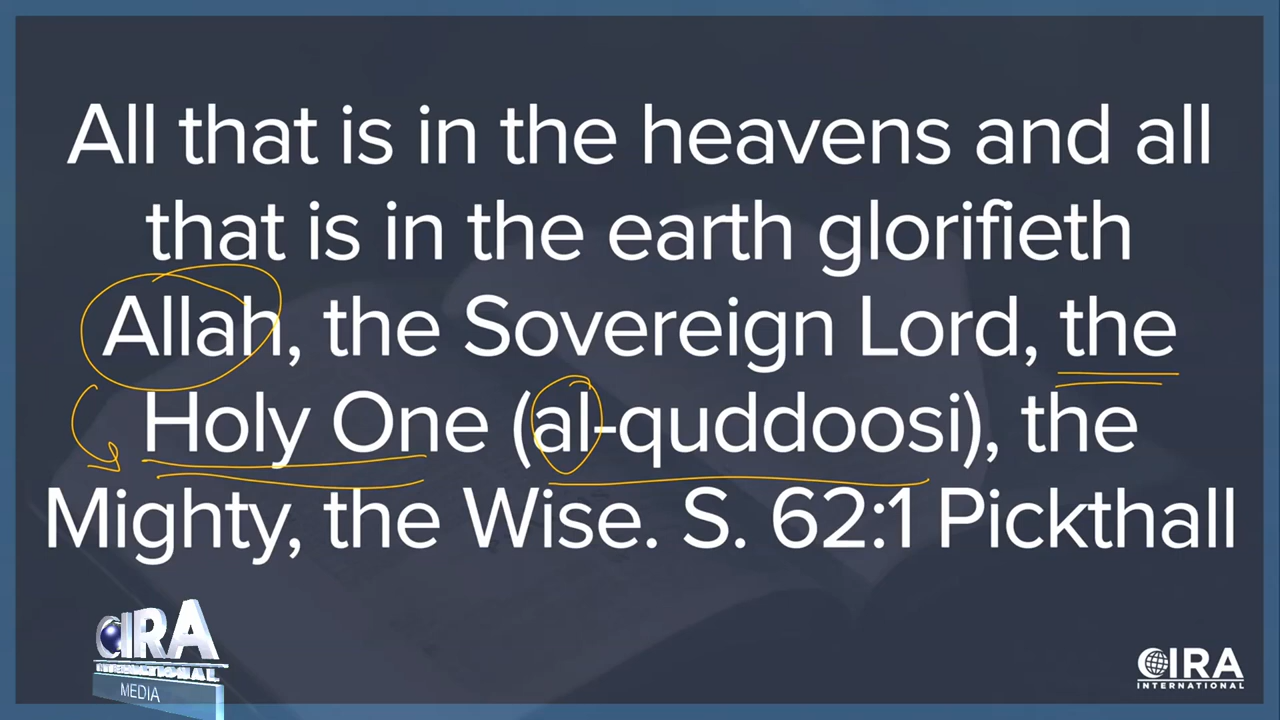 All that is in the heavens and all
that is in the earth glorifieth
Allah, the Sovereign Lord, the
Holy One (al-quddoosi), the
Mighty, the Wise. S. 62:1 Pickthall
CIRA
INTERNATIONAL
MEDIA
CIRA
INTERNATIONAL